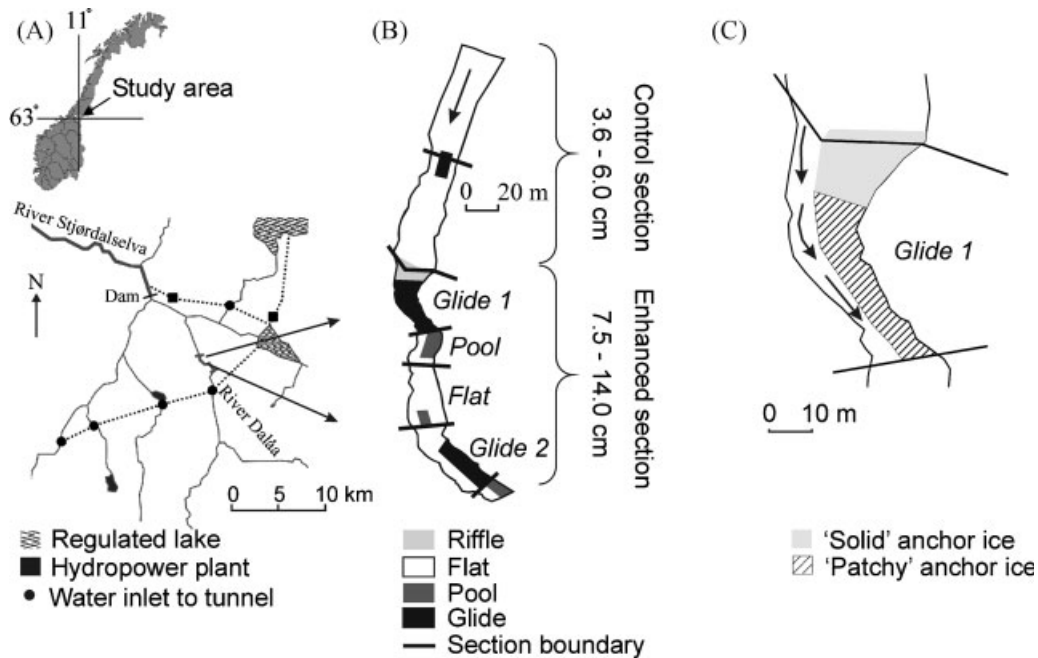 (A)
11°
63°
Study area
River Stjørdalselva
N
Dam
River Dalåa
0 5 10 km
Regulated lake
Hydropower plant
Water inlet to tunnel
(B)
0 20 m
Control section
3.6 - 6.0 cm
Glide 1
Pool
Flat
Glide 2
Enhanced section
7.5 - 14.0 cm
Riffle
Flat
Pool
Glide
Section boundary
(C)
Glide 1
0 10 m
'Solid' anchor ice
'Patchy' anchor ice